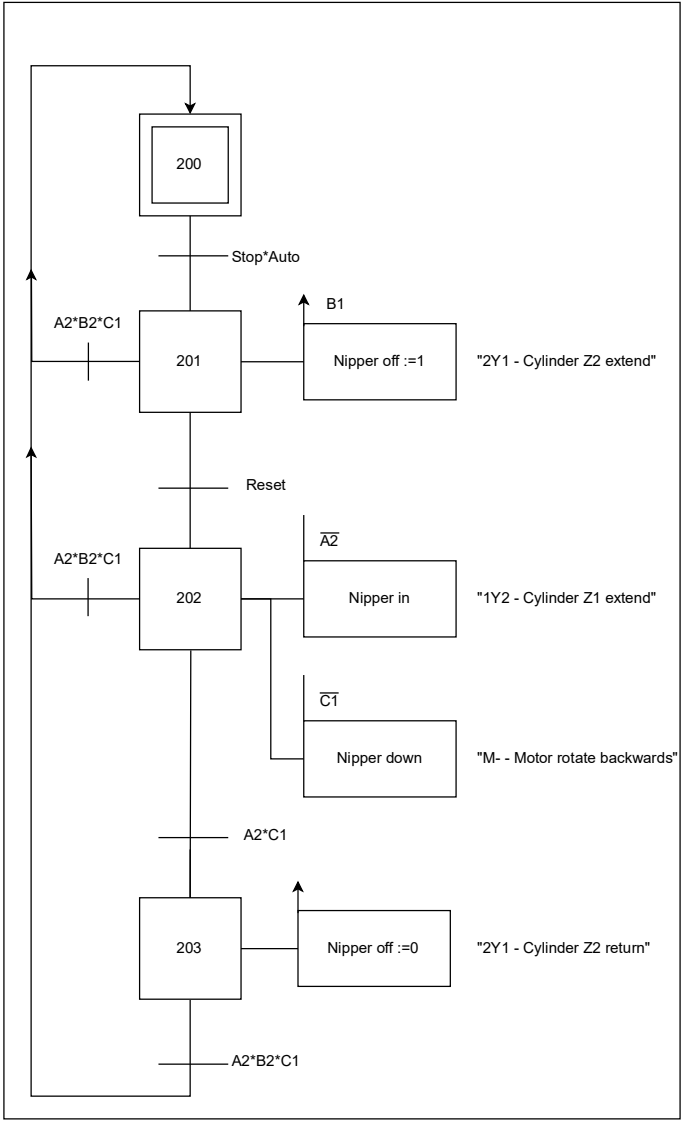 200
Stop*Auto
B1
A2*B2*C1
201
Nipper off :=1
"2Y1 - Cylinder Z2 extend"
Reset
A̅2̅
A2*B2*C1
202
Nipper in
"1Y2 - Cylinder Z1 extend"
C̅1̅
Nipper down
"M- - Motor rotate backwards"
A2*C1
203
Nipper off :=0
"2Y1 - Cylinder Z2 return"
A2*B2*C1